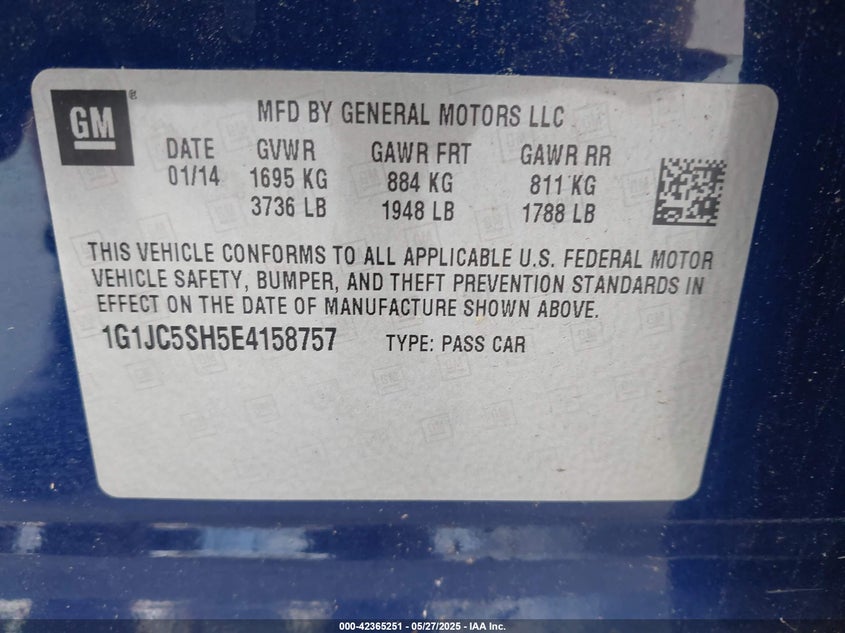 GM
MFD BY GENERAL MOTORS LLC
DATE GVWR GAWR FRT GAWR RR
01/14 1695 KG 884 KG 811 KG
3736 LB 1948 LB 1788 LB
THIS VEHICLE CONFORMS TO ALL APPLICABLE U.S. FEDERAL MOTOR
VEHICLE SAFETY, BUMPER, AND THEFT PREVENTION STANDARDS IN
EFFECT ON THE DATE OF MANUFACTURE SHOWN ABOVE.
1G1JC5SH5E4158757 TYPE: PASS CAR
000-42365251 | 05/27/2025 | IAA Inc.